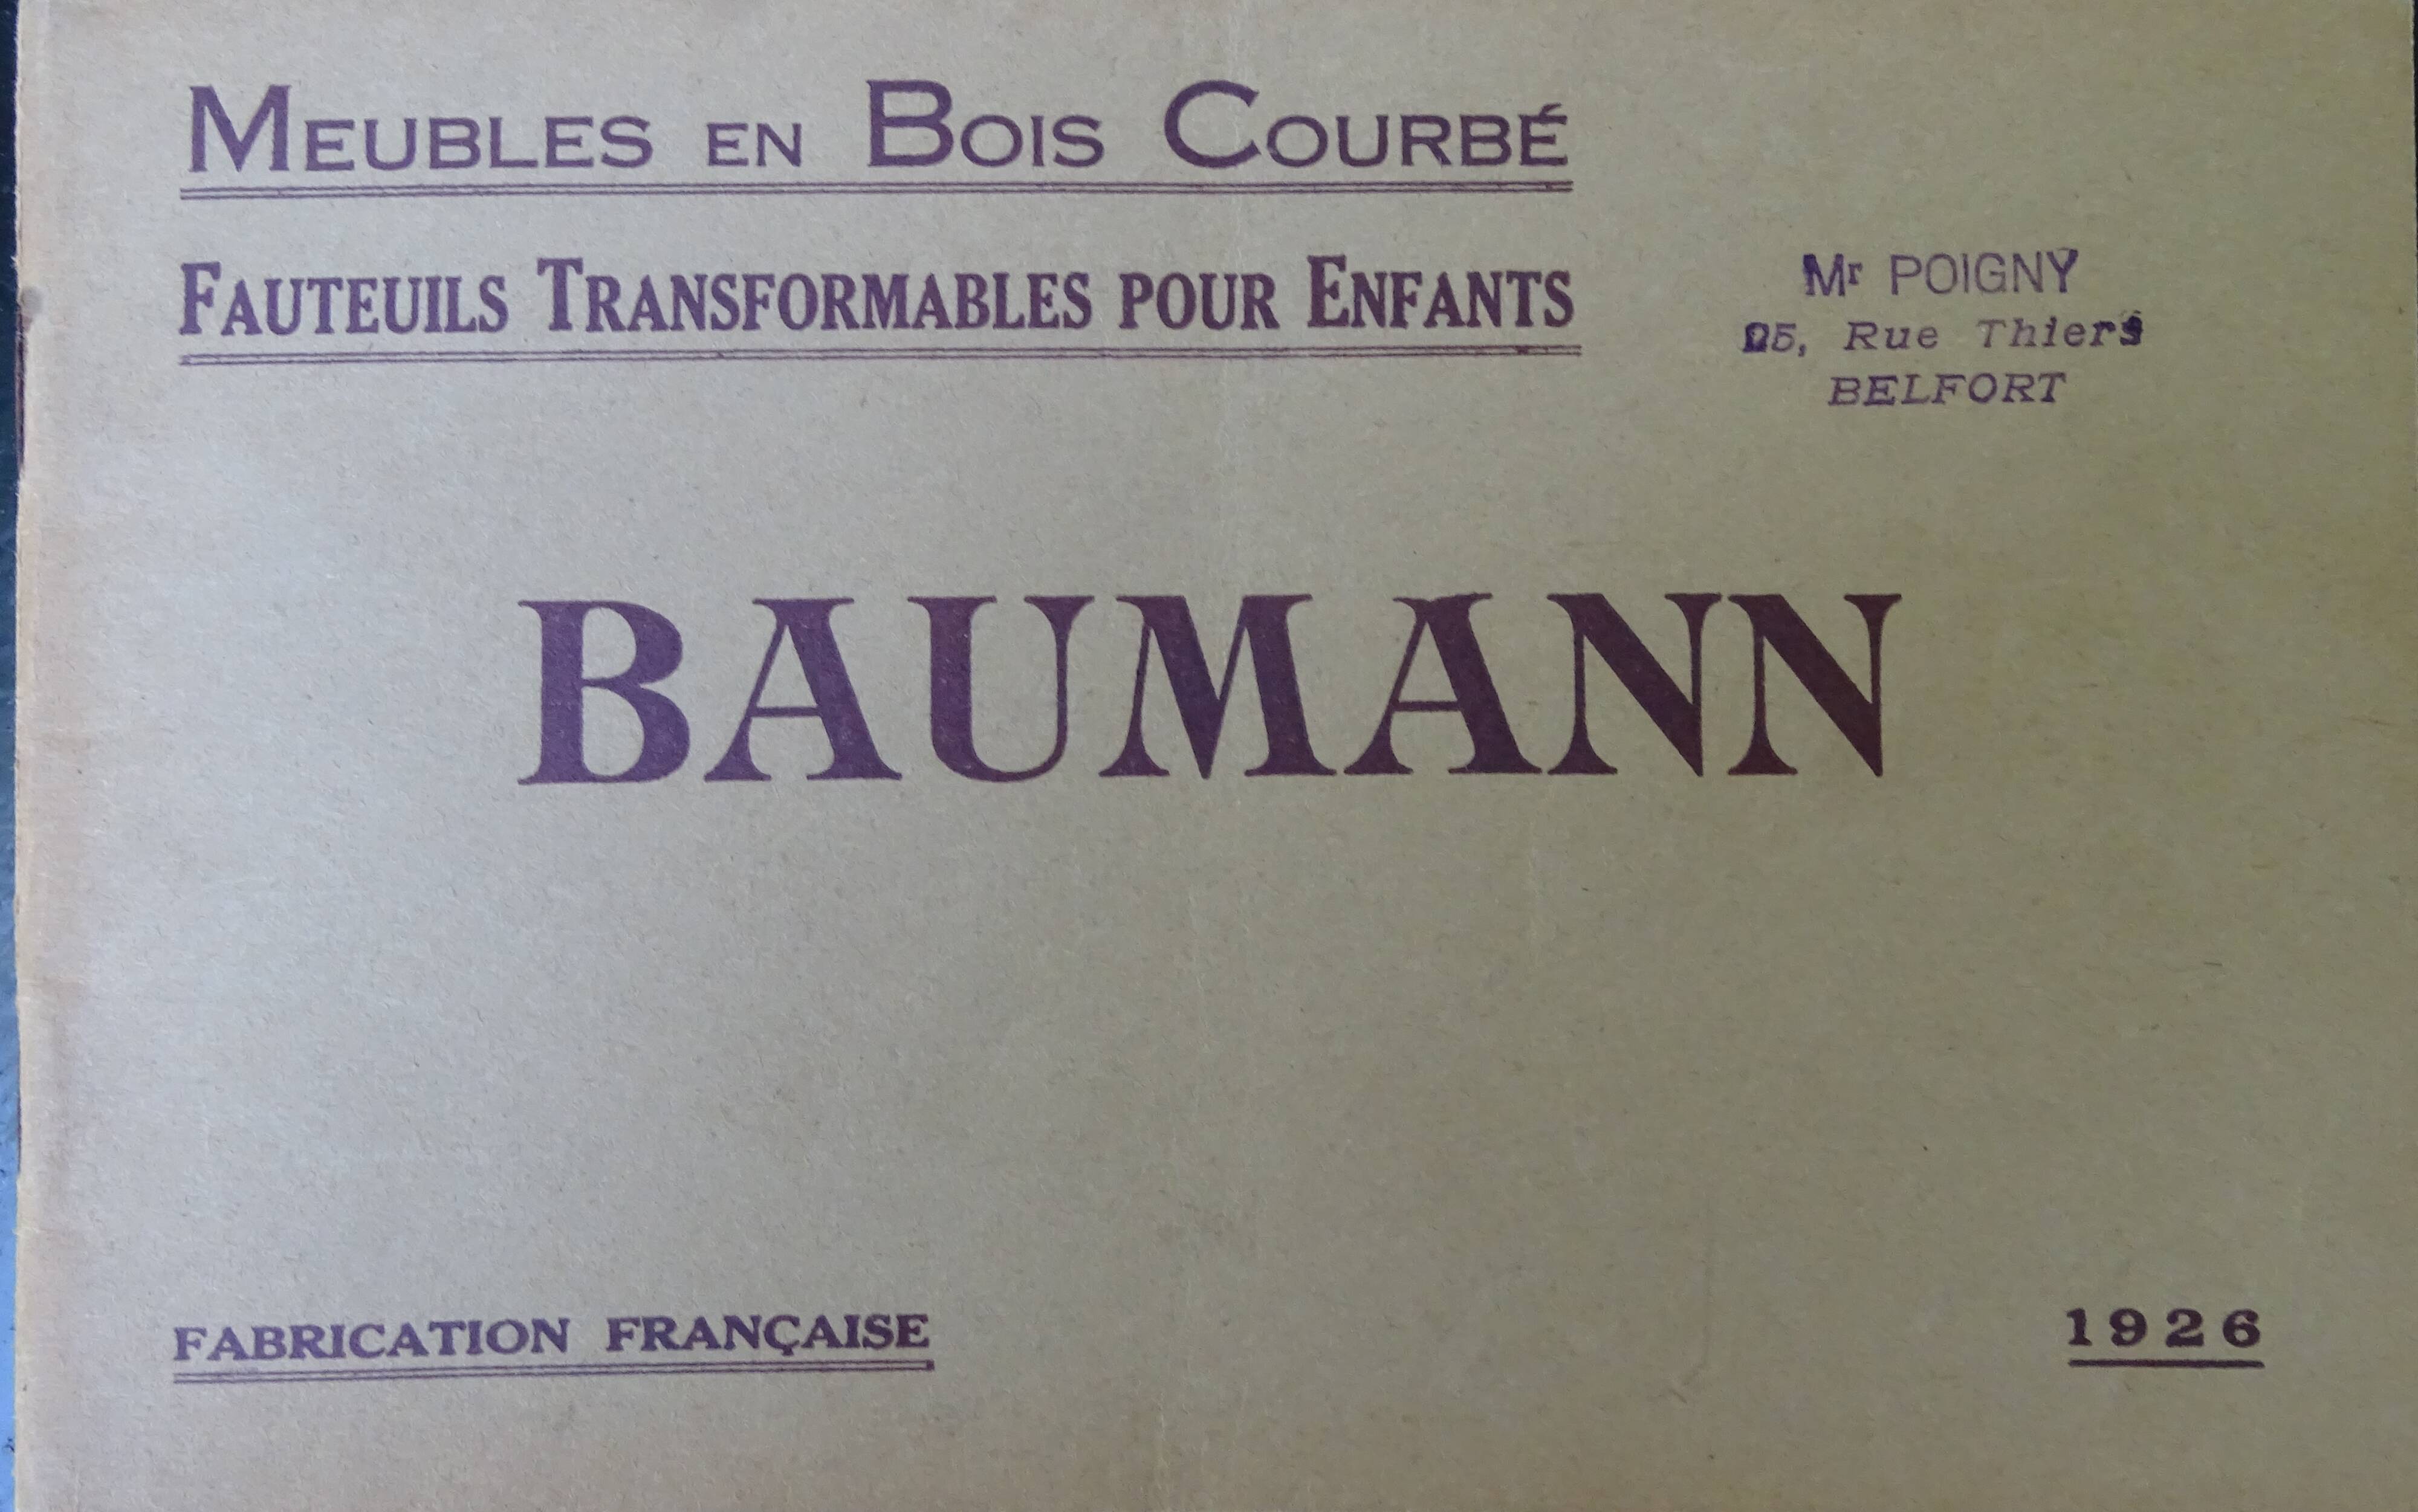 MEUBLES EN BOIS COURBÉ
FAUTEUILS TRANSFORMABLES POUR ENFANTS
Mr POIGNY
25, Rue Thiers
BELFORT
BAUMANN
FABRICATION FRANÇAISE
1926